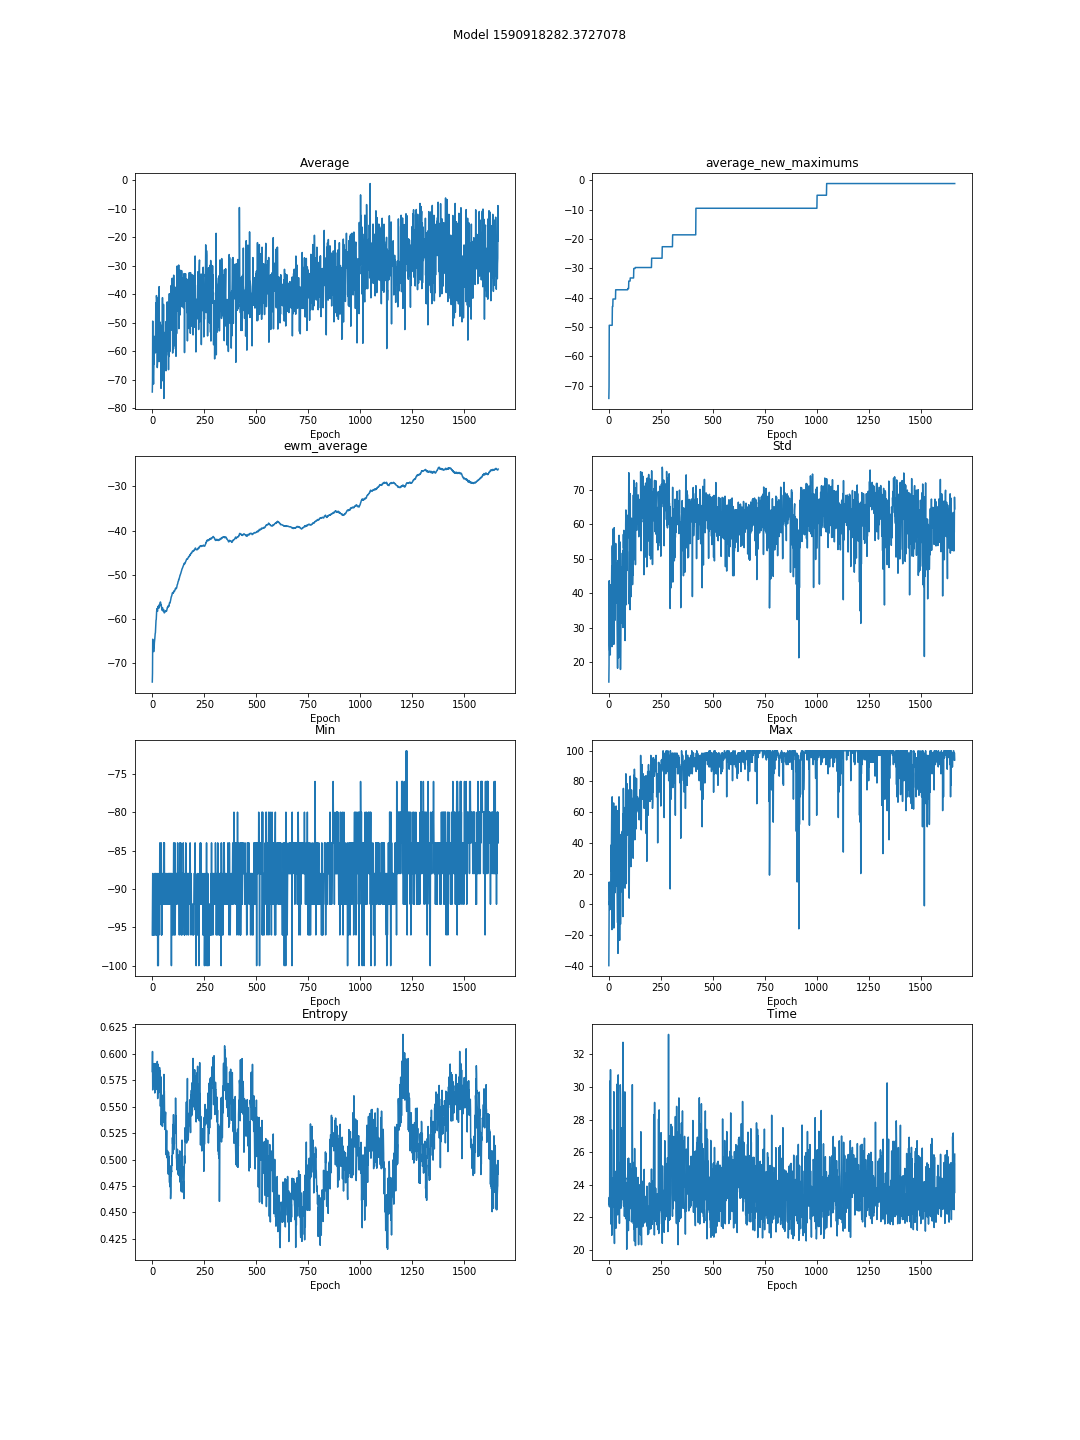 Model 1590918282.3727078
Average
0
−10
−20
−30
−40
−50
−60
−70
−80
0 250 500 750 1000 1250 1500
Epoch
average_new_maximums
0
−10
−20
−30
−40
−50
−60
−70
0 250 500 750 1000 1250 1500
Epoch
ewm_average
−30
−40
−50
−60
−70
0 250 500 750 1000 1250 1500
Epoch
Std
70
60
50
40
30
20
0 250 500 750 1000 1250 1500
Epoch
Min
−75
−80
−85
−90
−95
−100
0 250 500 750 1000 1250 1500
Epoch
Max
100
80
60
40
20
0
−20
−40
0 250 500 750 1000 1250 1500
Epoch
Entropy
0.625
0.600
0.575
0.550
0.525
0.500
0.475
0.450
0.425
0 250 500 750 1000 1250 1500
Epoch
Time
32
30
28
26
24
22
20
0 250 500 750 1000 1250 1500
Epoch